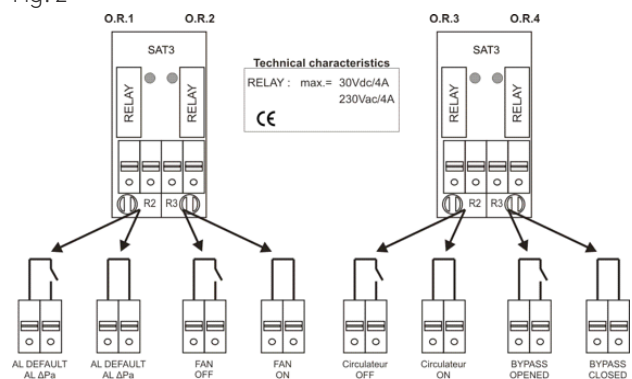 O.R.1 O.R.2 O.R.3 O.R.4
SAT3
RELAY RELAY
R2 R3
Technical characteristics
RELAY : max.= 30Vdc/4A
230Vac/4A
CE
SAT3
RELAY RELAY
R2 R3
AL DEFAULT
AL ΔPa
AL DEFAULT
AL ΔPa
FAN
OFF
FAN
ON
Circulateur
OFF
Circulateur
ON
BYPASS
OPENED
BYPASS
CLOSED